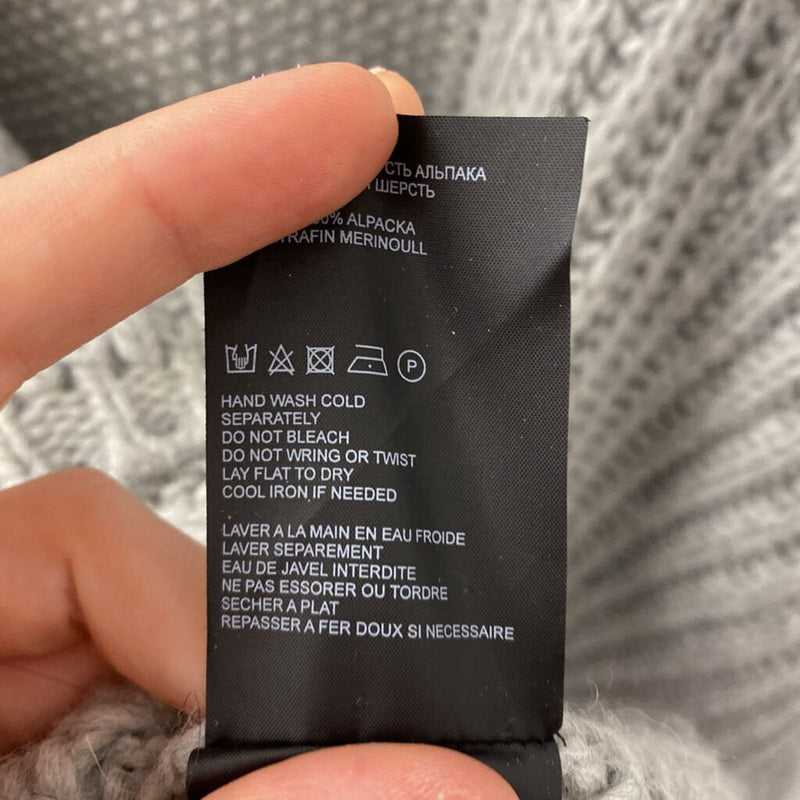 АЛЬПАКА
ШЕРСТЬ
% ALPACKA
MERINOULL
P
HAND WASH COLD
SEPARATELY
DO NOT BLEACH
DO NOT WRING OR TWIST
LAY FLAT TO DRY
COOL IRON IF NEEDED
LAVER A LA MAIN EN EAU FROIDE
LAVER SEPAREMENT
EAU DE JAVEL INTERDITE
NE PAS ESSORER OU TORDRE
SECHER A PLAT
REPASSER A FER DOUX SI NECESSAIRE